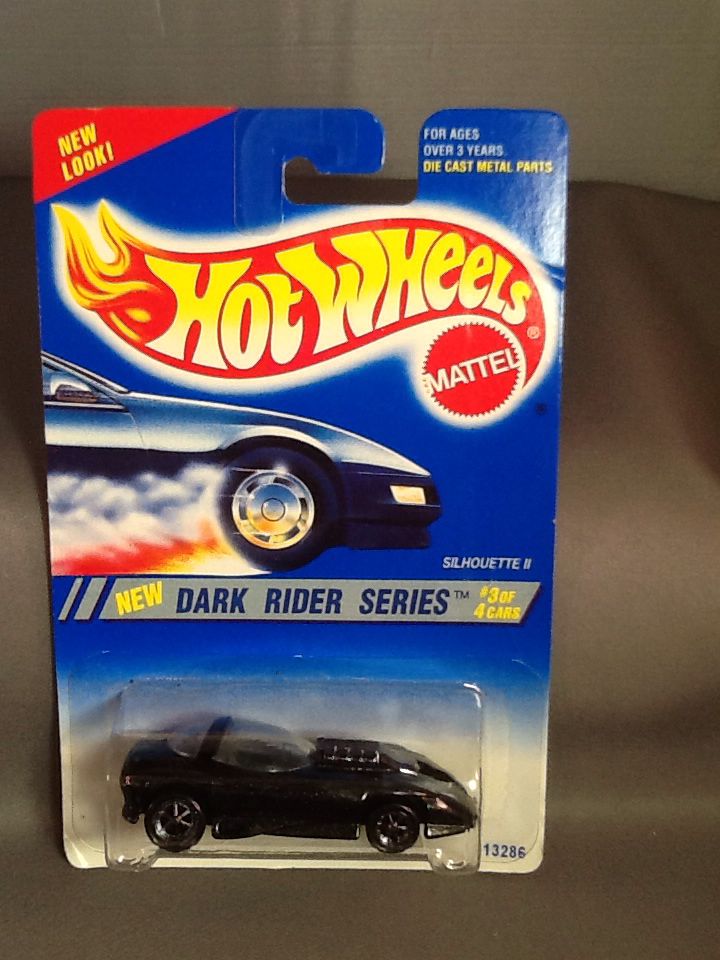 NEW
LOOK!
FOR AGES
OVER 3 YEARS
DIE CAST METAL PARTS
HOT WHEELS®
MATTEL
®
SILHOUETTE II
NEW DARK RIDER SERIES™ #3 OF
4 CARS
13286